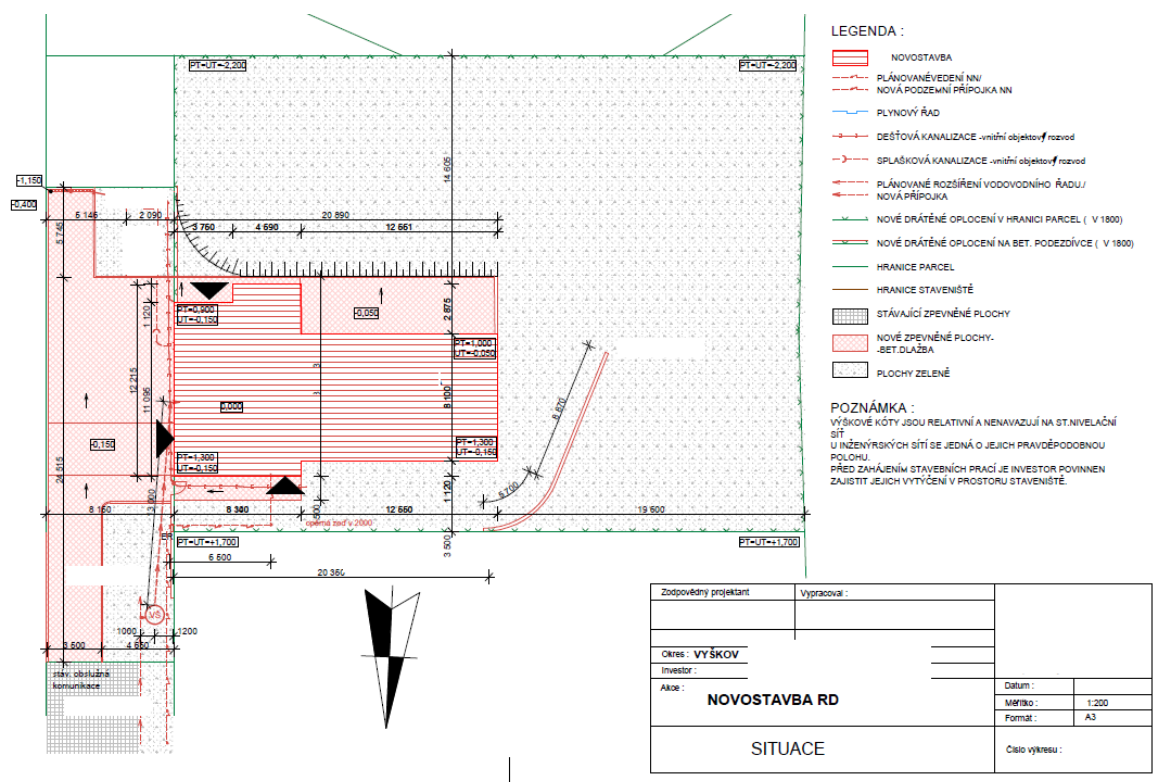 PT=UT=-2,200
PT=UT=-2,200
-1,150
-0,400
14 605
5 145
2 090
20 890
5 745
3 760
4 690
12 661
1 120
PT=0,900
UT=-0,150
-0,050
2 875
PT=1,000
UT=-0,050
12 215
11 095
0,000
8 100
6 670
-0,150
PT=1,300
UT=-0,150
PT=1,300
UT=-0,150
24 515
13 000
1 120
5 700
500
8 150
8 340
12 550
19 600
opěrná zeď v 2000
3 500
PT=UT=+1,700
PT=UT=+1,700
6 600
20 350
VŠ
1000
1200
3 500
4 650
stáv. obslužná
komunikace
LEGENDA :
NOVOSTAVBA
PLÁNOVANÉVEDENÍ NN/
NOVÁ PODZEMNÍ PŘÍPOJKA NN
PLYNOVÝ ŘAD
DEŠŤOVÁ KANALIZACE -vnitřní objektový rozvod
SPLAŠKOVÁ KANALIZACE -vnitřní objektový rozvod
PLÁNOVANÉ ROZŠÍŘENÍ VODOVODNÍHO ŘADU./
NOVÁ PŘÍPOJKA
NOVÉ DRÁTĚNÉ OPLOCENÍ V HRANICI PARCEL ( V 1800)
NOVÉ DRÁTĚNÉ OPLOCENÍ NA BET. PODEZDÍVCE ( V 1800)
HRANICE PARCEL
HRANICE STAVENIŠTĚ
STÁVAJÍCÍ ZPEVNĚNÉ PLOCHY
NOVÉ ZPEVNĚNÉ PLOCHY-
-BET.DLAŽBA
PLOCHY ZELENĚ
POZNÁMKA :
VÝŠKOVÉ KÓTY JSOU RELATIVNÍ A NENAVAZUJÍ NA ST.NIVELAČNÍ
SÍŤ
U INŽENÝRSKÝCH SÍTÍ SE JEDNÁ O JEJICH PRAVDĚPODOBNOU
POLOHU.
PŘED ZAHÁJENÍM STAVEBNÍCH PRACÍ JE INVESTOR POVINNEN
ZAJISTIT JEJICH VYTÝČENÍ V PROSTORU STAVENIŠTĚ.
Zodpovědný projektant
Vypracoval :
Okres : VYŠKOV
Investor :
Akce :
NOVOSTAVBA RD
Datum :
Měřítko : 1:200
Formát : A3
SITUACE
Číslo výkresu :